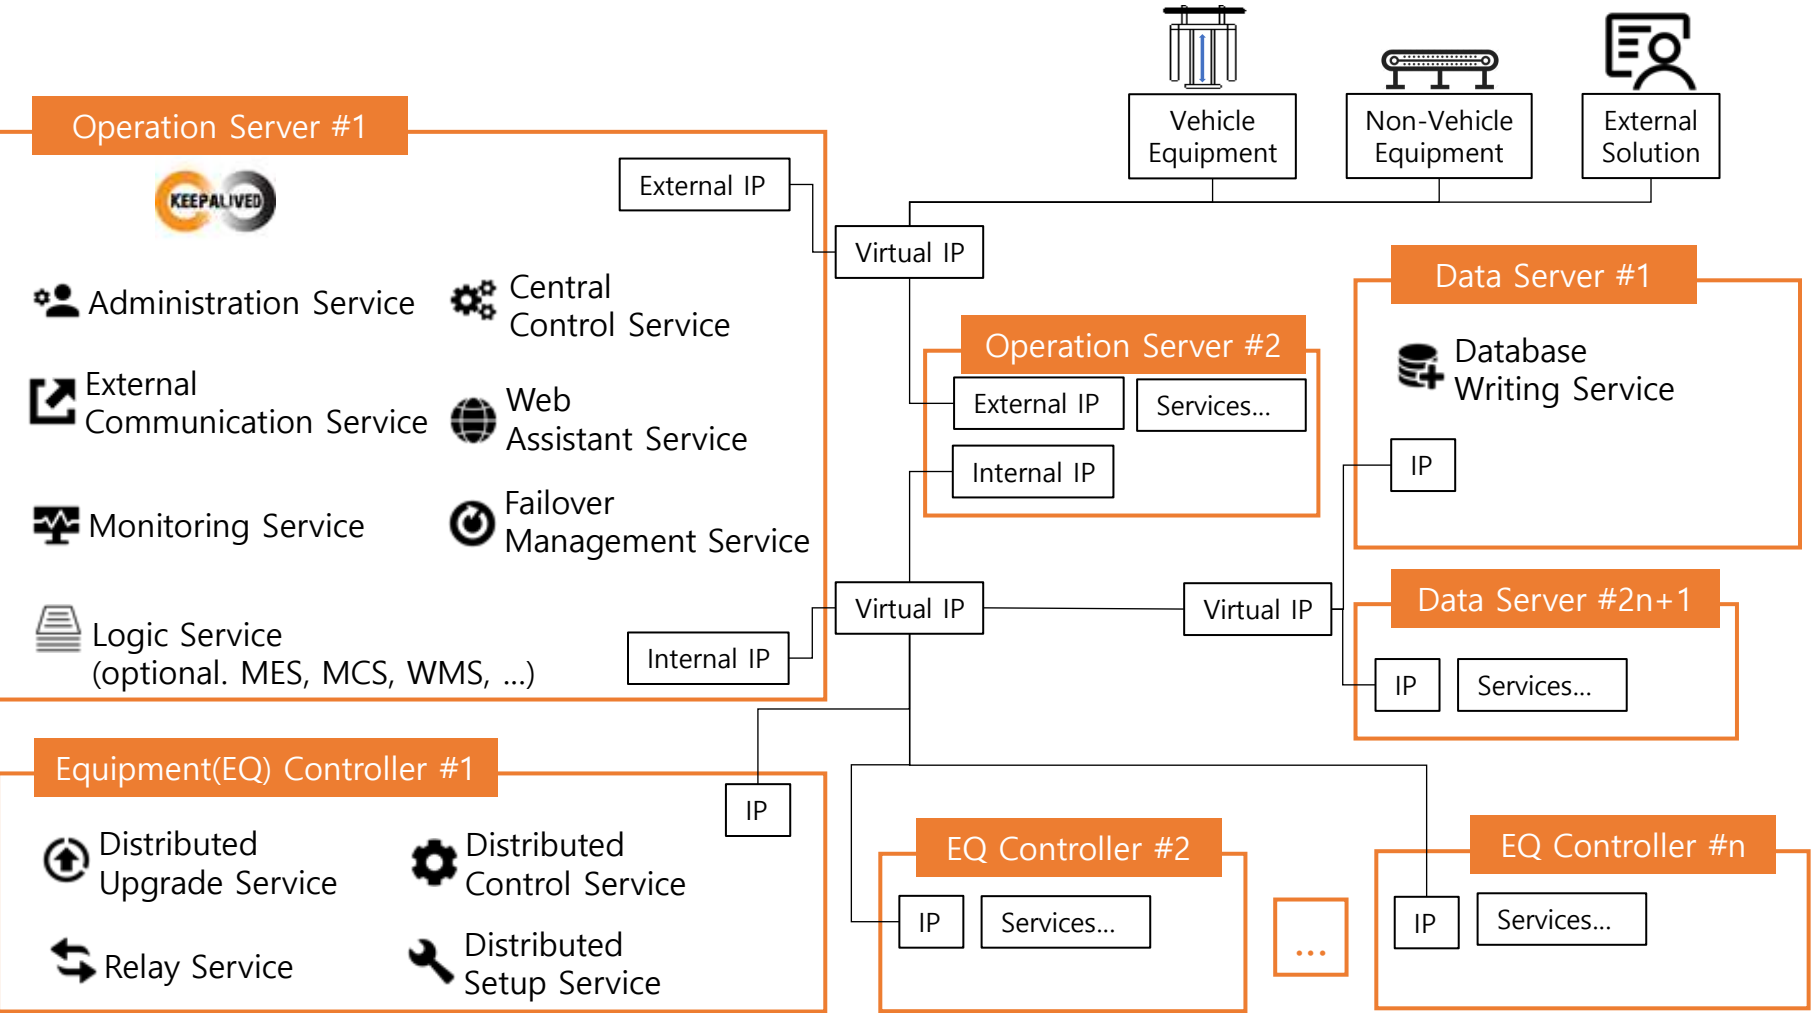 Operation Server #1
KEEPALIVED
Administration Service
Central
Control Service
External
Communication Service
Web
Assistant Service
Monitoring Service
Failover
Management Service
Logic Service
(optional. MES, MCS, WMS, ...)
External IP
Internal IP
Virtual IP
Vehicle
Equipment
Non-Vehicle
Equipment
External
Solution
Operation Server #2
External IP
Services...
Internal IP
Virtual IP
Virtual IP
Data Server #1
Database
Writing Service
IP
Data Server #2n+1
IP
Services...
Equipment(EQ) Controller #1
IP
Distributed
Upgrade Service
Distributed
Control Service
Relay Service
Distributed
Setup Service
EQ Controller #2
IP
Services...
...
EQ Controller #n
IP
Services...